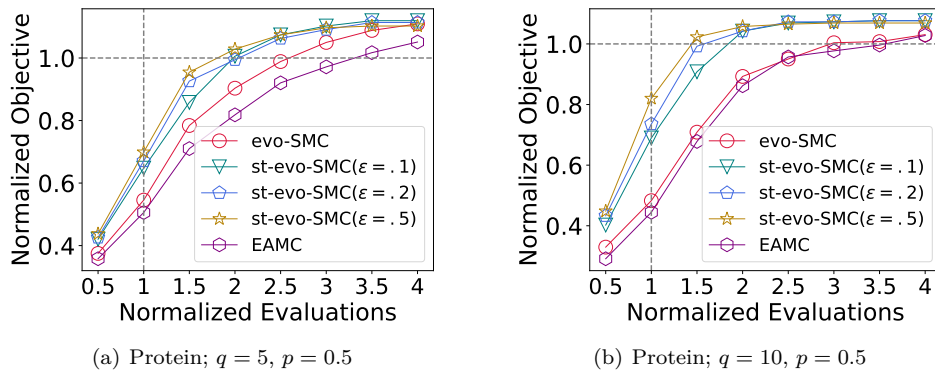 Normalized Objective
1.0
0.8
0.6
0.4
evo-SMC
st-evo-SMC(ε = . 1)
st-evo-SMC(ε = . 2)
st-evo-SMC(ε = . 5)
EAMC
0.5 1 1.5 2 2.5 3 3.5 4
Normalized Evaluations
(a) Protein; q = 5, p = 0.5
Normalized Objective
1.0
0.8
0.6
0.4
evo-SMC
st-evo-SMC(ε = . 1)
st-evo-SMC(ε = . 2)
st-evo-SMC(ε = . 5)
EAMC
0.5 1 1.5 2 2.5 3 3.5 4
Normalized Evaluations
(b) Protein; q = 10, p = 0.5